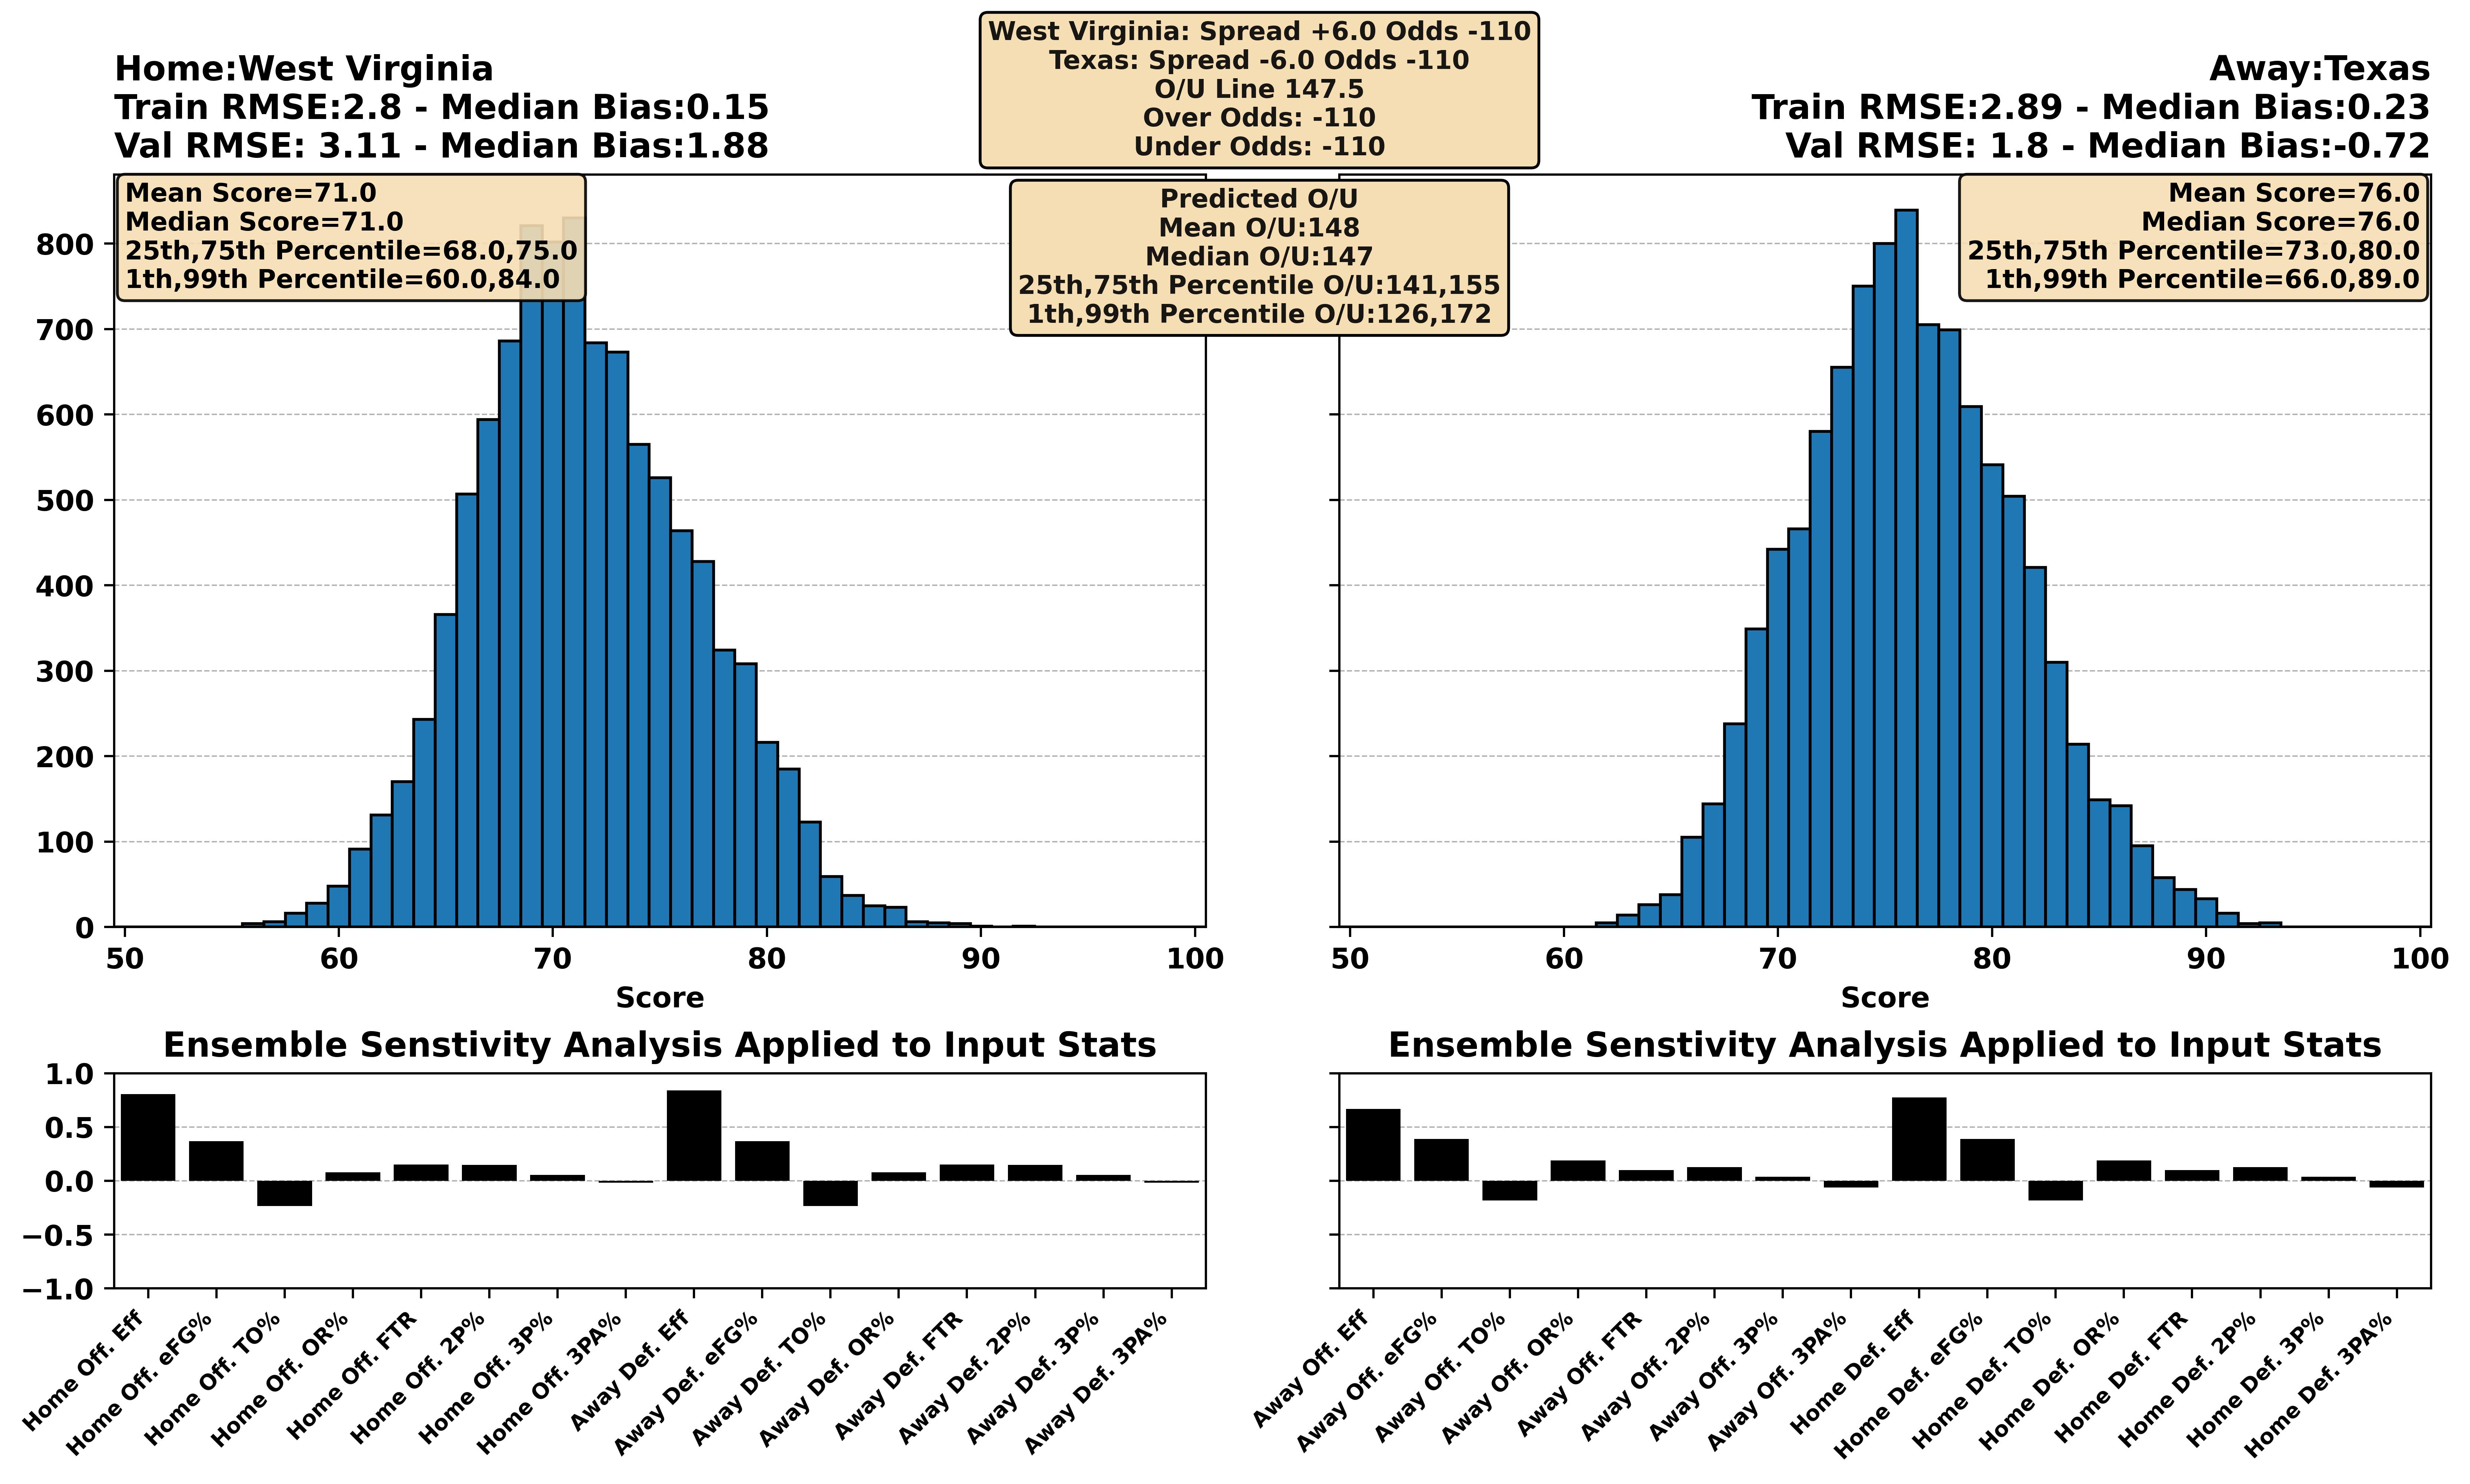 West Virginia: Spread +6.0 Odds -110
Texas: Spread -6.0 Odds -110
O/U Line 147.5
Over Odds: -110
Under Odds: -110
Home:West Virginia
Train RMSE:2.8 - Median Bias:0.15
Val RMSE: 3.11 - Median Bias:1.88
Away:Texas
Train RMSE:2.89 - Median Bias:0.23
Val RMSE: 1.8 - Median Bias:-0.72
Mean Score=71.0
Median Score=71.0
25th,75th Percentile=68.0,75.0
1th,99th Percentile=60.0,84.0
Predicted O/U
Mean O/U:148
Median O/U:147
25th,75th Percentile O/U:141,155
1th,99th Percentile O/U:126,172
Mean Score=76.0
Median Score=76.0
25th,75th Percentile=73.0,80.0
1th,99th Percentile=66.0,89.0
800
700
600
500
400
300
200
100
0
50 60 70 80 90 100
Score
50 60 70 80 90 100
Score
Ensemble Senstivity Analysis Applied to Input Stats
1.0
0.5
0.0
−0.5
−1.0
Home Off. Eff
Home Off. eFG%
Home Off. TO%
Home Off. OR%
Home Off. FTR
Home Off. 2P%
Home Off. 3P%
Home Off. 3PA%
Away Def. Eff
Away Def. eFG%
Away Def. TO%
Away Def. OR%
Away Def. FTR
Away Def. 2P%
Away Def. 3P%
Away Def. 3PA%
Ensemble Senstivity Analysis Applied to Input Stats
Away Off. Eff
Away Off. eFG%
Away Off. TO%
Away Off. OR%
Away Off. FTR
Away Off. 2P%
Away Off. 3P%
Away Off. 3PA%
Home Def. Eff
Home Def. eFG%
Home Def. TO%
Home Def. OR%
Home Def. FTR
Home Def. 2P%
Home Def. 3P%
Home Def. 3PA%